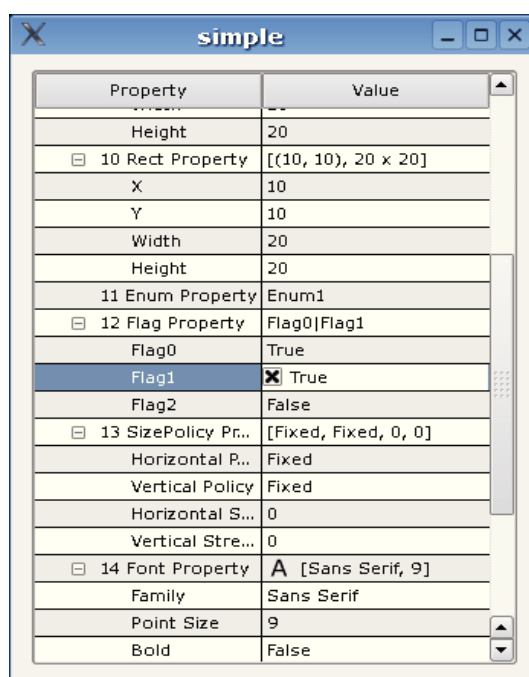 simple
Property Value
Height 20
10 Rect Property [(10, 10), 20 x 20]
X 10
Y 10
Width 20
Height 20
11 Enum Property Enum1
12 Flag Property Flag0|Flag1
Flag0 True
Flag1 True
Flag2 False
13 SizePolicy Pr... [Fixed, Fixed, 0, 0]
Horizontal P... Fixed
Vertical Policy Fixed
Horizontal S... 0
Vertical Stre... 0
14 Font Property A [Sans Serif, 9]
Family Sans Serif
Point Size 9
Bold False